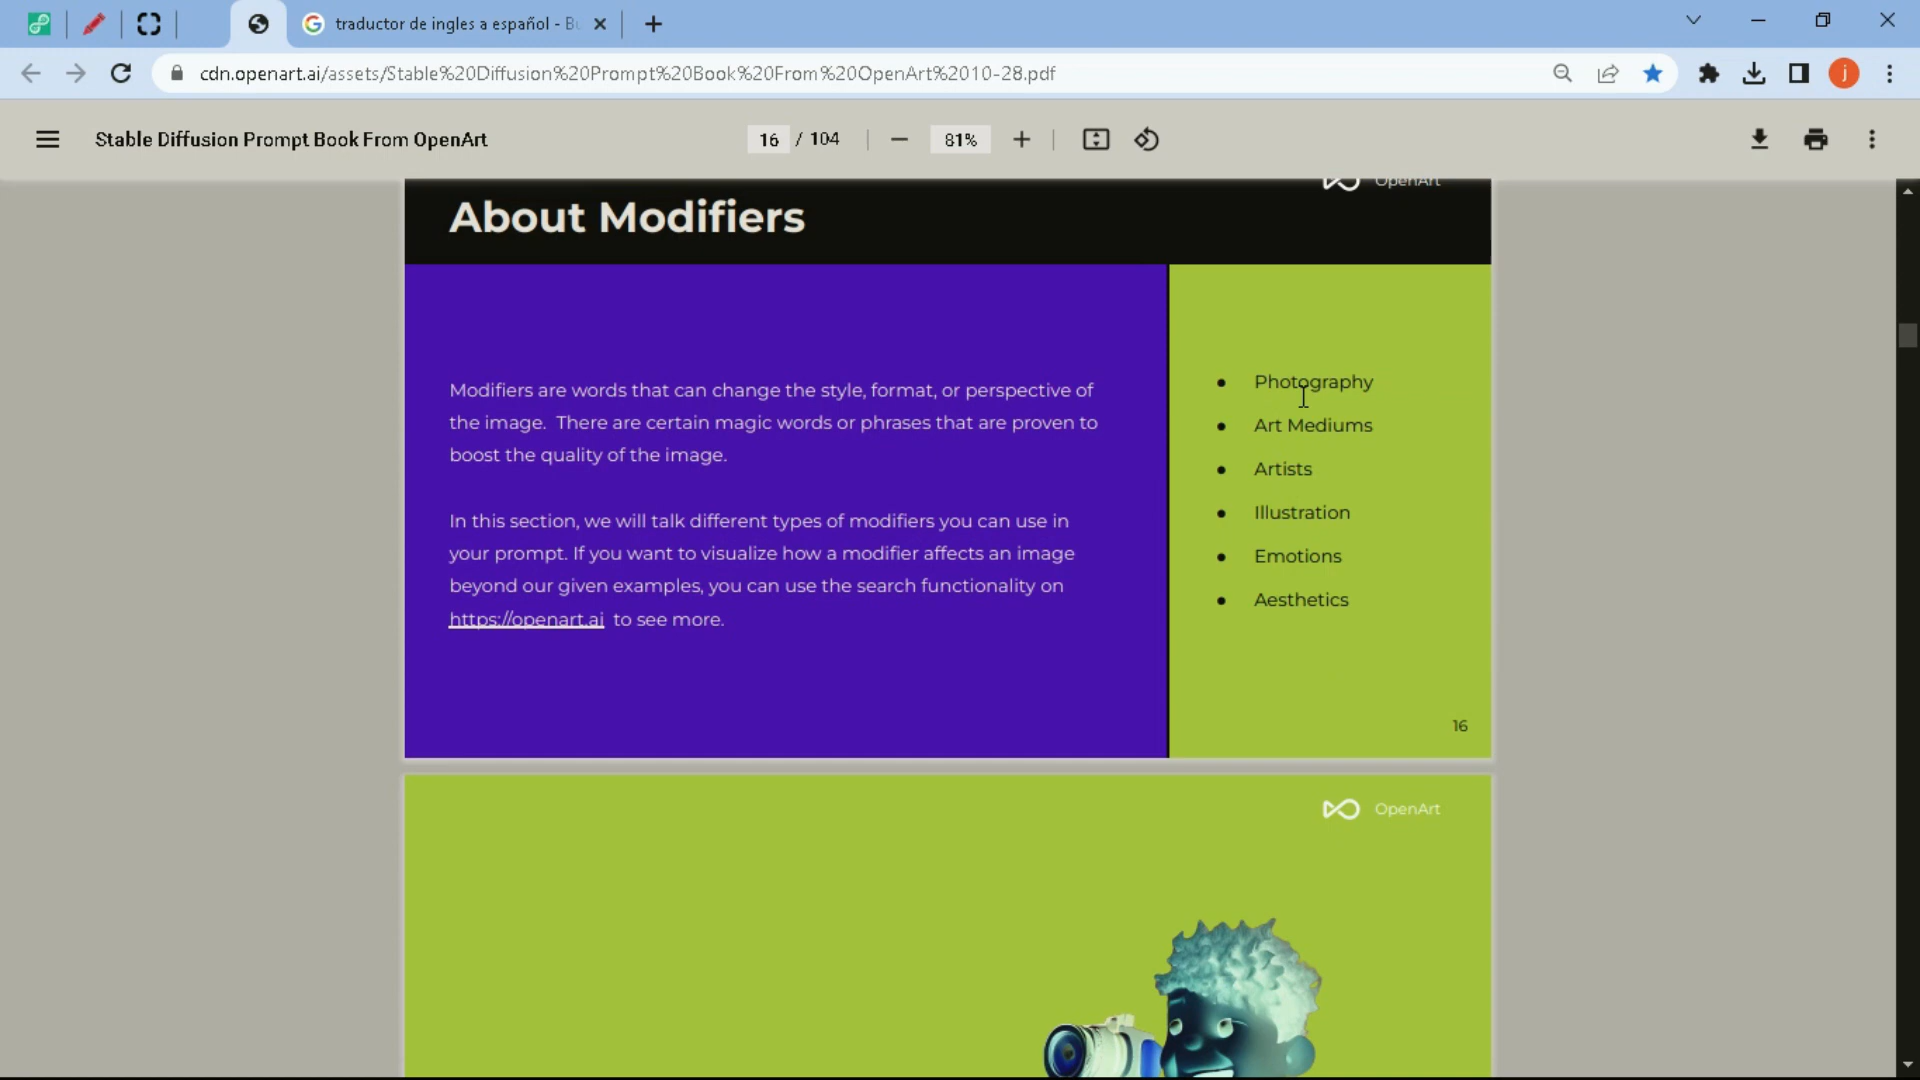 traductor de ingles a español - Bu
cdn.openart.ai/assets/Stable%20Diffusion%20Prompt%20Book%20From%20OpenArt%2010-28.pdf
j
Stable Diffusion Prompt Book From OpenArt
16 / 104
81%
OpenArt
About Modifiers
Modifiers are words that can change the style, format, or perspective of
the image. There are certain magic words or phrases that are proven to
boost the quality of the image.
In this section, we will talk different types of modifiers you can use in
your prompt. If you want to visualize how a modifier affects an image
beyond our given examples, you can use the search functionality on
https://openart.ai to see more.
● Photography
● Art Mediums
● Artists
● Illustration
● Emotions
● Aesthetics
16
OpenArt